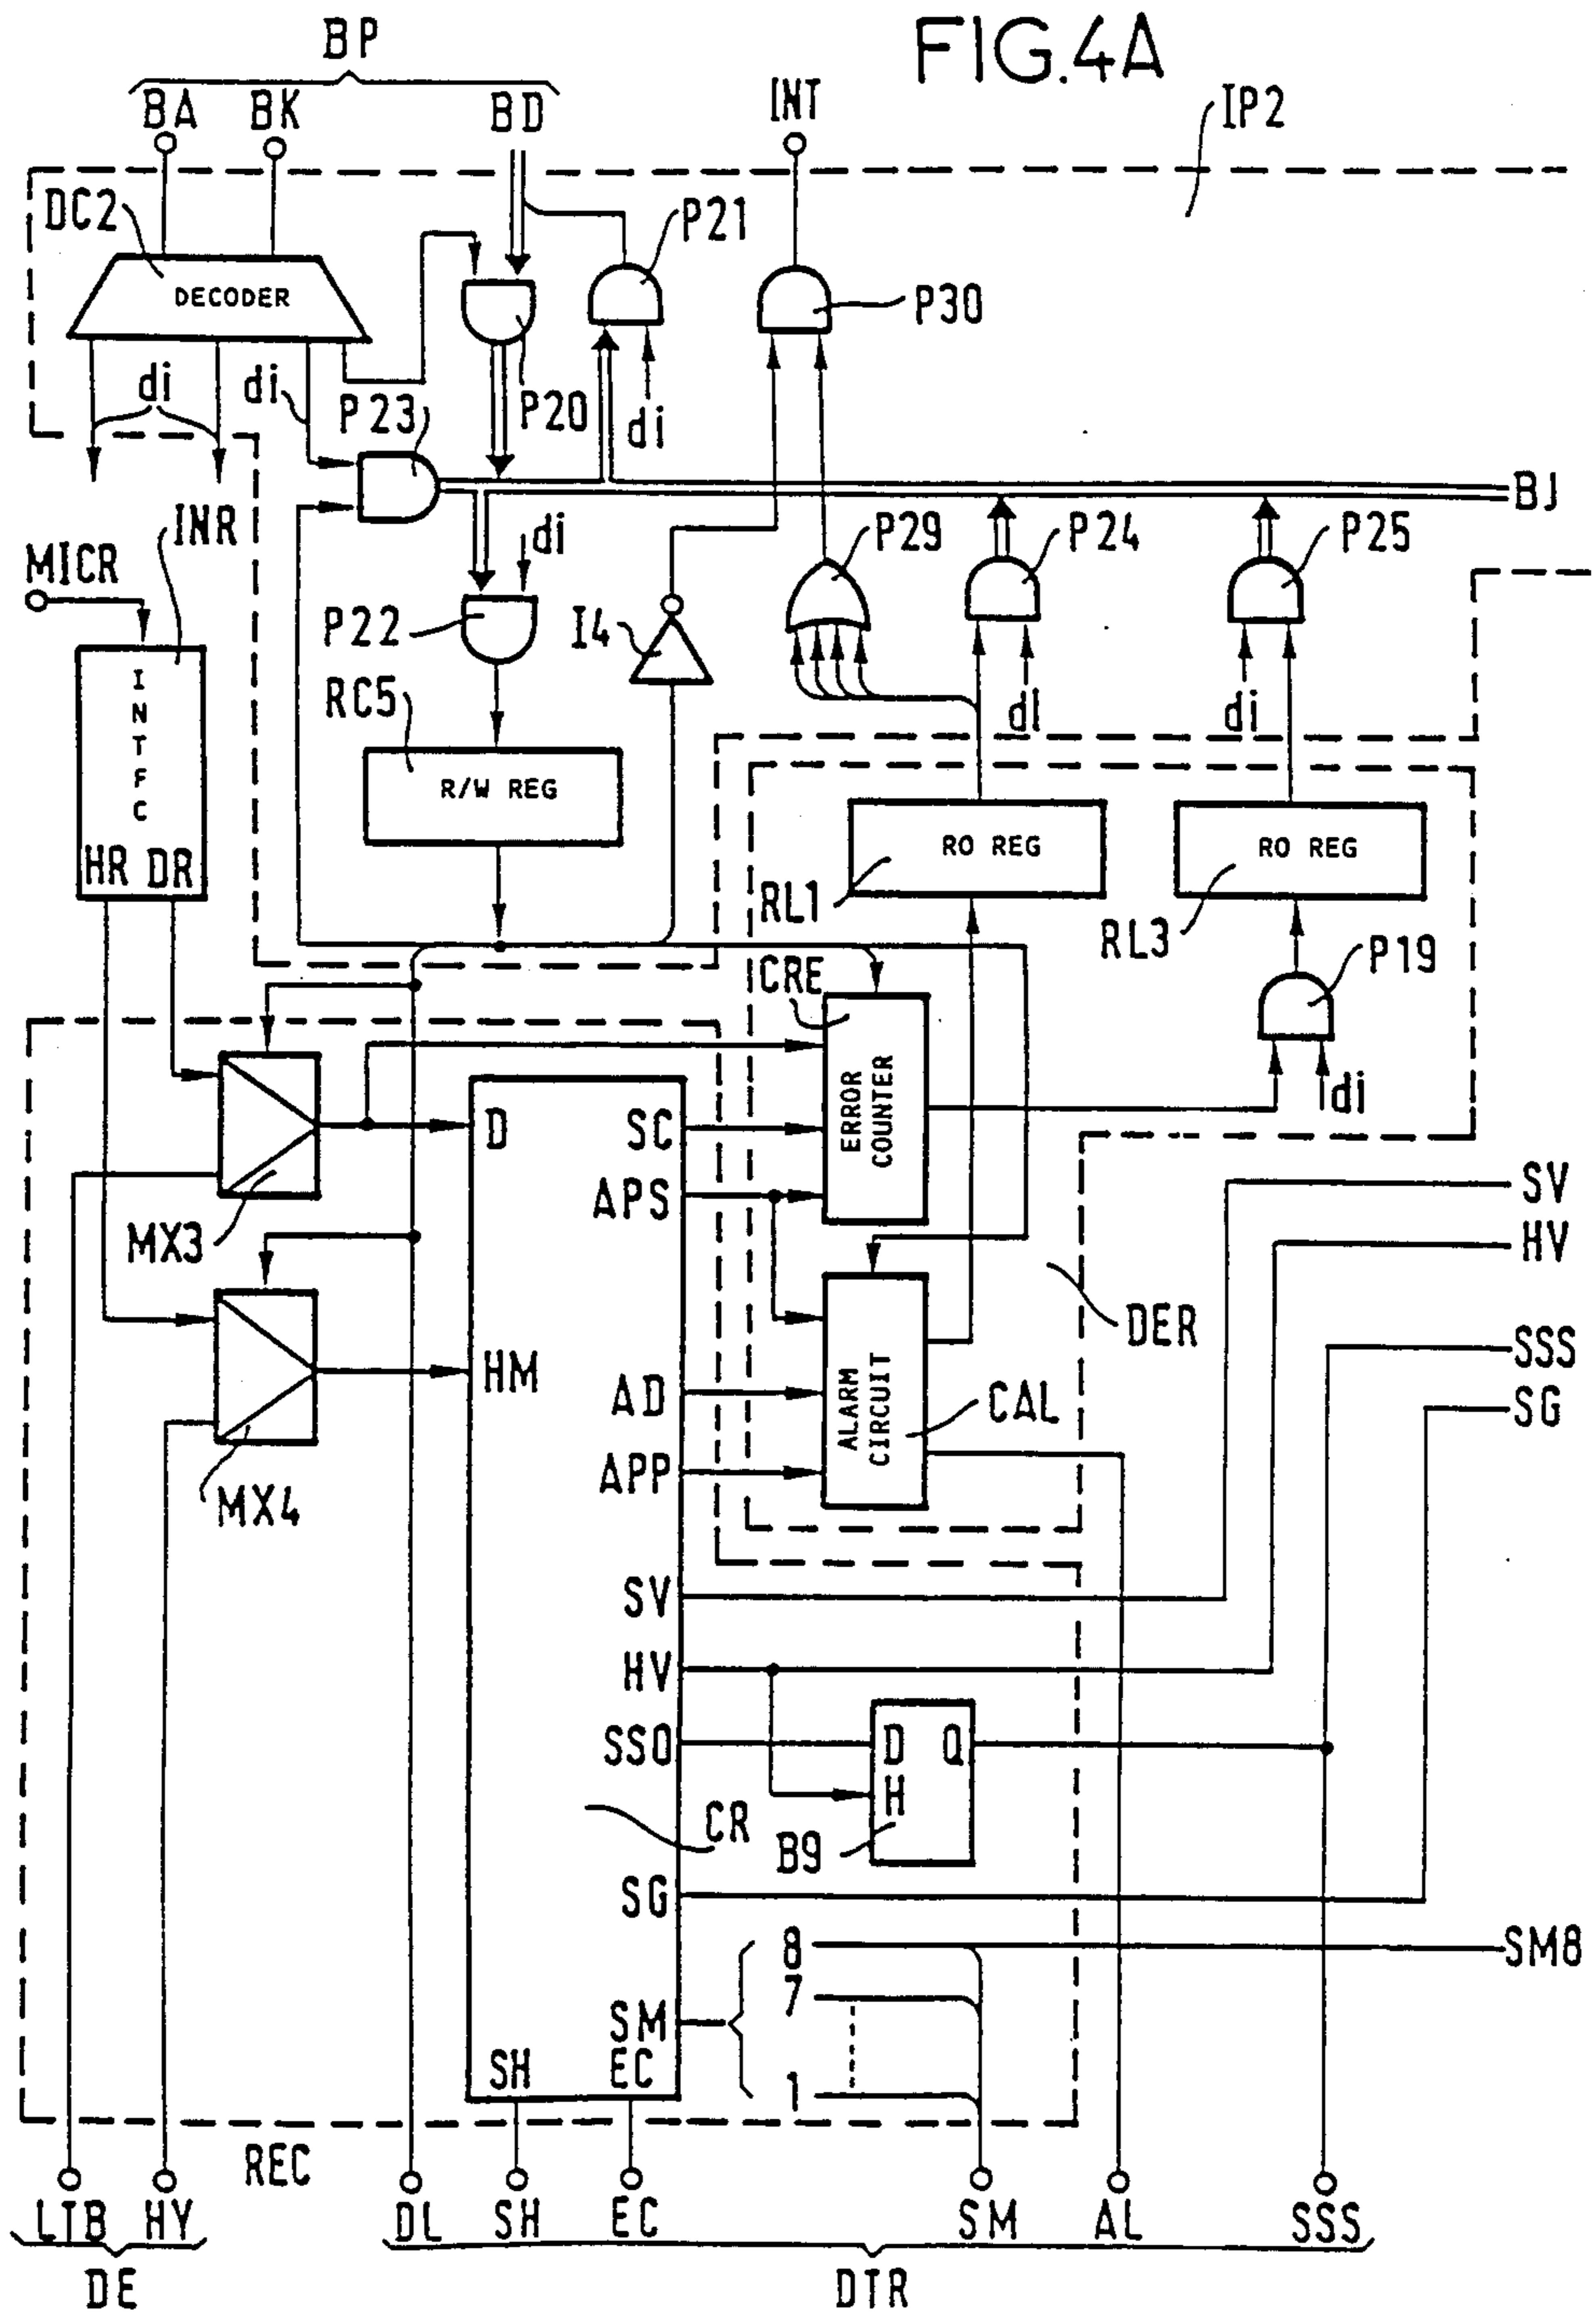 FIG.4A
BP
BA BK BD INT
IP2
DC2
P21
DECODER
P30
di di P23 P20 di
BJ
INR
di P29 P24 P25
MICR
P22 I4
INTFC
RC5 di di
R/W REG
RO REG RO REG
HR DR
RL1 RL3
P19
CRE
ERROR COUNTER
di
D SC
APS
SV
MX3
HV
DER
SSS
HM
AD
ALARM CIRCUIT
CAL
SG
APP
MX4
SV
HV
SSO D Q
H
CR B9
SG
8 SM8
7
SM
SH EC
1
REC
LTB HY DL SH EC SM AL SSS
DE DTR